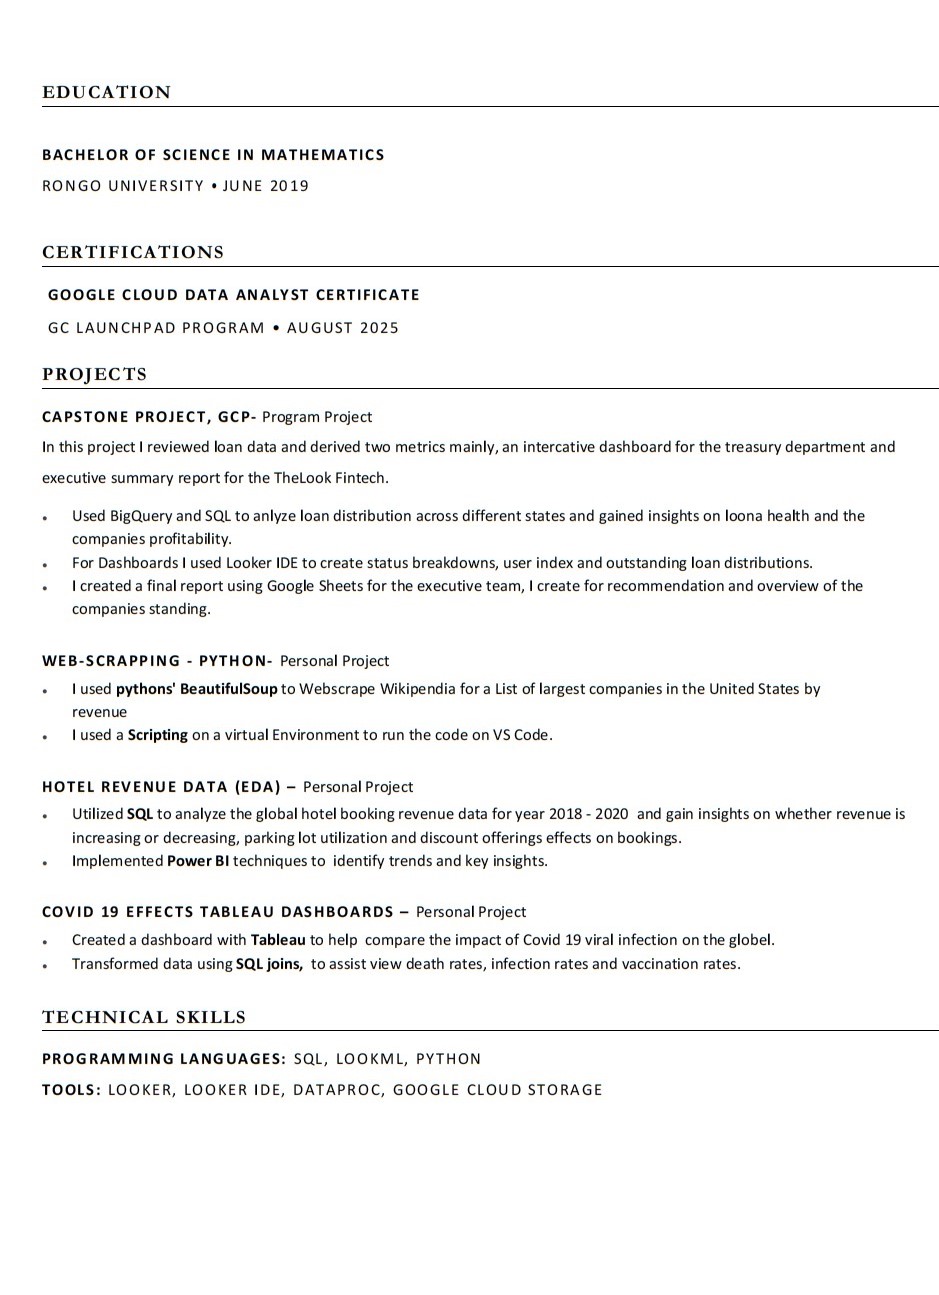 EDUCATION
BACHELOR OF SCIENCE IN MATHEMATICS
RONGO UNIVERSITY • JUNE 2019
CERTIFICATIONS
GOOGLE CLOUD DATA ANALYST CERTIFICATE
GC LAUNCHPAD PROGRAM • AUGUST 2025
PROJECTS
CAPSTONE PROJECT, GCP- Program Project
In this project I reviewed loan data and derived two metrics mainly, an intercative dashboard for the treasury department and
executive summary report for the TheLook Fintech.
• Used BigQuery and SQL to anlyze loan distribution across different states and gained insights on loona health and the
companies profitability.
• For Dashboards I used Looker IDE to create status breakdowns, user index and outstanding loan distributions.
• I created a final report using Google Sheets for the executive team, I create for recommendation and overview of the
companies standing.
WEB-SCRAPPING - PYTHON- Personal Project
• I used pythons' BeautifulSoup to Webscrape Wikipendia for a List of largest companies in the United States by
revenue
• I used a Scripting on a virtual Environment to run the code on VS Code.
HOTEL REVENUE DATA (EDA) – Personal Project
• Utilized SQL to analyze the global hotel booking revenue data for year 2018 - 2020 and gain insights on whether revenue is
increasing or decreasing, parking lot utilization and discount offerings effects on bookings.
• Implemented Power BI techniques to identify trends and key insights.
COVID 19 EFFECTS TABLEAU DASHBOARDS – Personal Project
• Created a dashboard with Tableau to help compare the impact of Covid 19 viral infection on the globel.
• Transformed data using SQL joins, to assist view death rates, infection rates and vaccination rates.
TECHNICAL SKILLS
PROGRAMMING LANGUAGES: SQL, LOOKML, PYTHON
TOOLS: LOOKER, LOOKER IDE, DATAPROC, GOOGLE CLOUD STORAGE